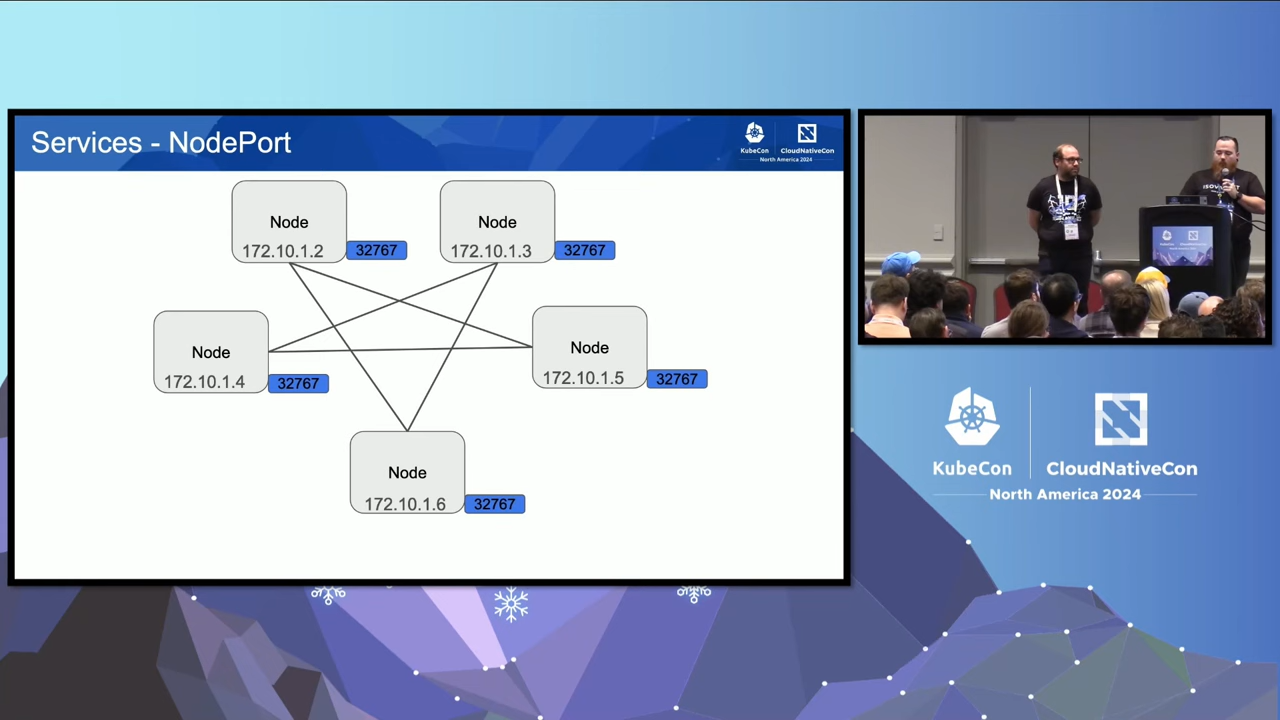 Services - NodePort
KubeCon
CloudNativeCon
North America 2024
Node
172.10.1.2
32767
Node
172.10.1.3
32767
Node
172.10.1.4
32767
Node
172.10.1.5
32767
Node
172.10.1.6
32767
KubeCon
CloudNativeCon
North America 2024